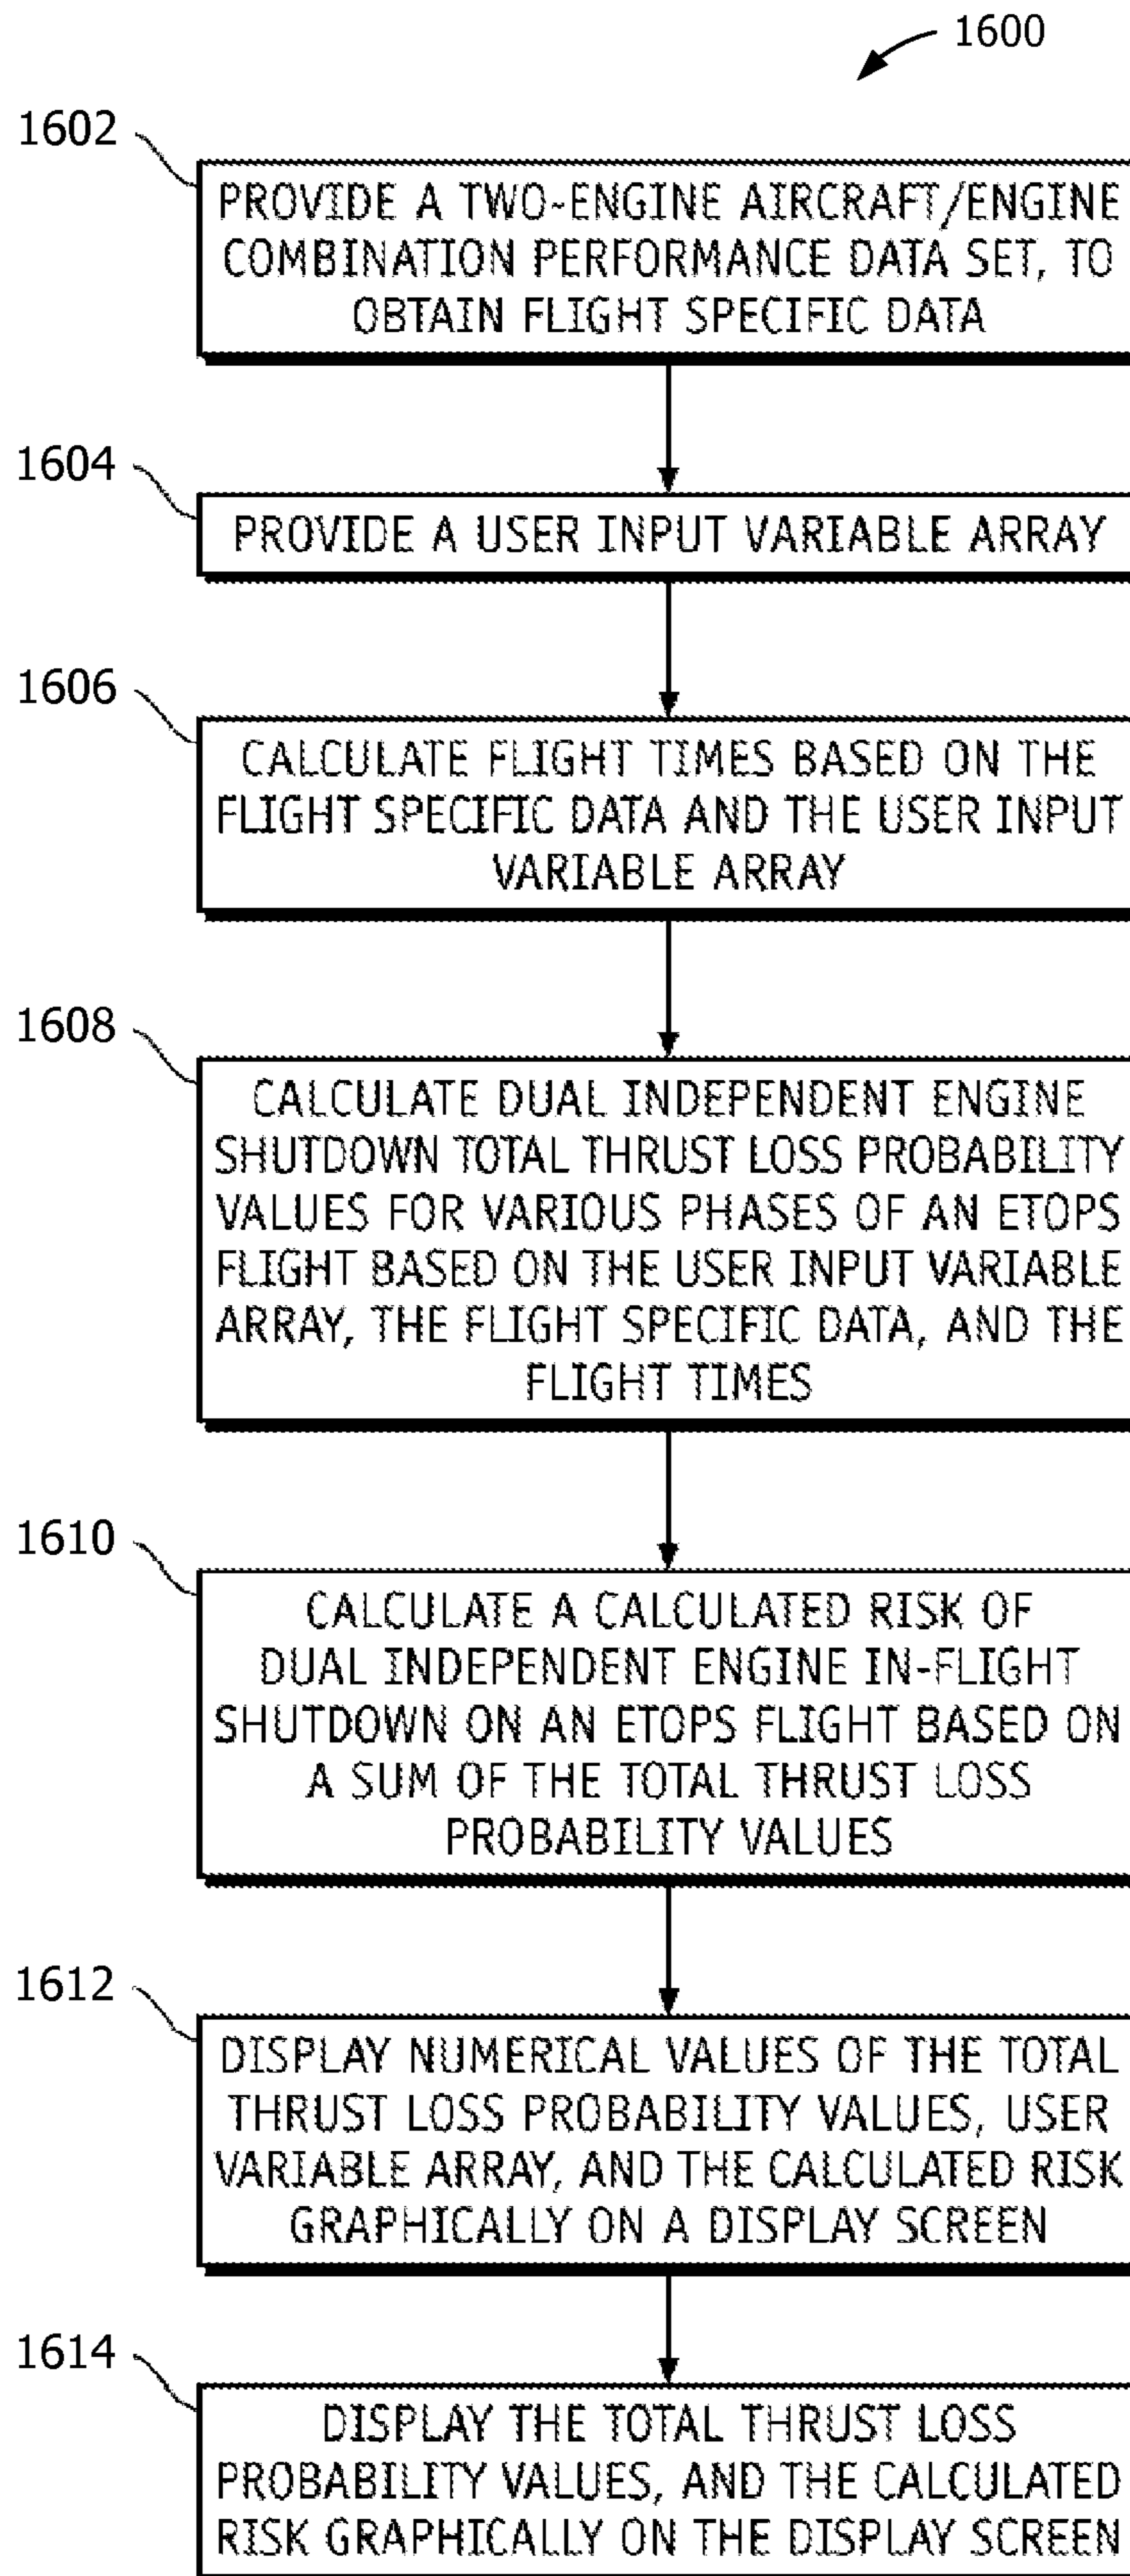 1600
1602
PROVIDE A TWO-ENGINE AIRCRAFT/ENGINE
COMBINATION PERFORMANCE DATA SET, TO
OBTAIN FLIGHT SPECIFIC DATA
1604
PROVIDE A USER INPUT VARIABLE ARRAY
1606
CALCULATE FLIGHT TIMES BASED ON THE
FLIGHT SPECIFIC DATA AND THE USER INPUT
VARIABLE ARRAY
1608
CALCULATE DUAL INDEPENDENT ENGINE
SHUTDOWN TOTAL THRUST LOSS PROBABILITY
VALUES FOR VARIOUS PHASES OF AN ETOPS
FLIGHT BASED ON THE USER INPUT VARIABLE
ARRAY, THE FLIGHT SPECIFIC DATA, AND THE
FLIGHT TIMES
1610
CALCULATE A CALCULATED RISK OF
DUAL INDEPENDENT ENGINE IN-FLIGHT
SHUTDOWN ON AN ETOPS FLIGHT BASED ON
A SUM OF THE TOTAL THRUST LOSS
PROBABILITY VALUES
1612
DISPLAY NUMERICAL VALUES OF THE TOTAL
THRUST LOSS PROBABILITY VALUES, USER
VARIABLE ARRAY, AND THE CALCULATED RISK
GRAPHICALLY ON A DISPLAY SCREEN
1614
DISPLAY THE TOTAL THRUST LOSS
PROBABILITY VALUES, AND THE CALCULATED
RISK GRAPHICALLY ON THE DISPLAY SCREEN